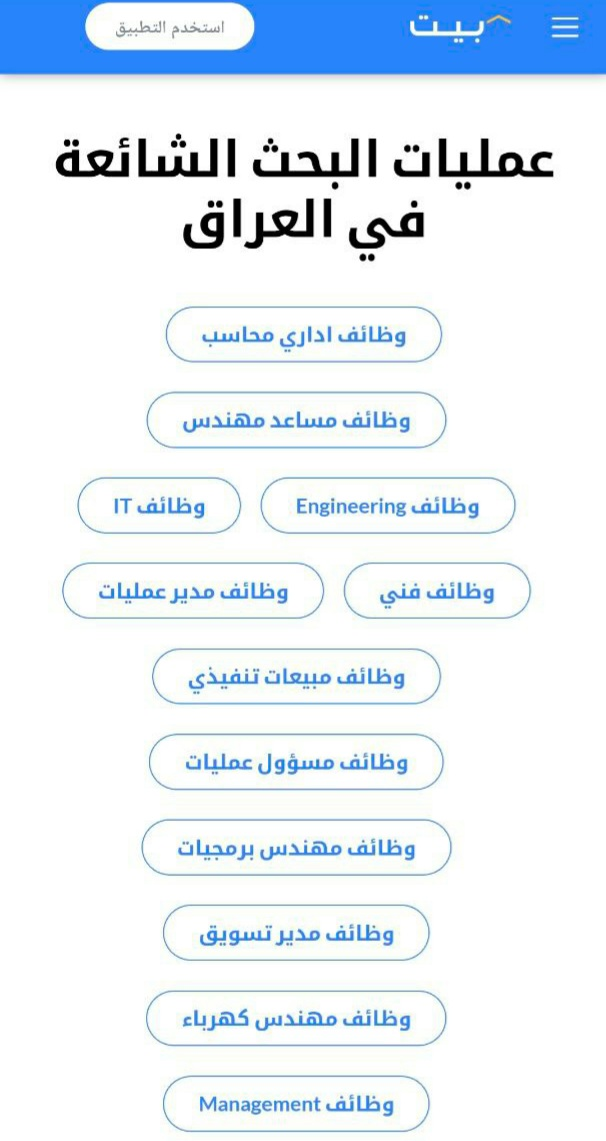 بيت
استخدم التطبيق
عمليات البحث الشائعة
في العراق
وظائف اداري محاسب
وظائف مساعد مهندس
وظائف Engineering
وظائف IT
وظائف فني
وظائف مدير عمليات
وظائف مبيعات تنفيذي
وظائف مسؤول عمليات
وظائف مهندس برمجيات
وظائف مدير تسويق
وظائف مهندس كهرباء
وظائف Management